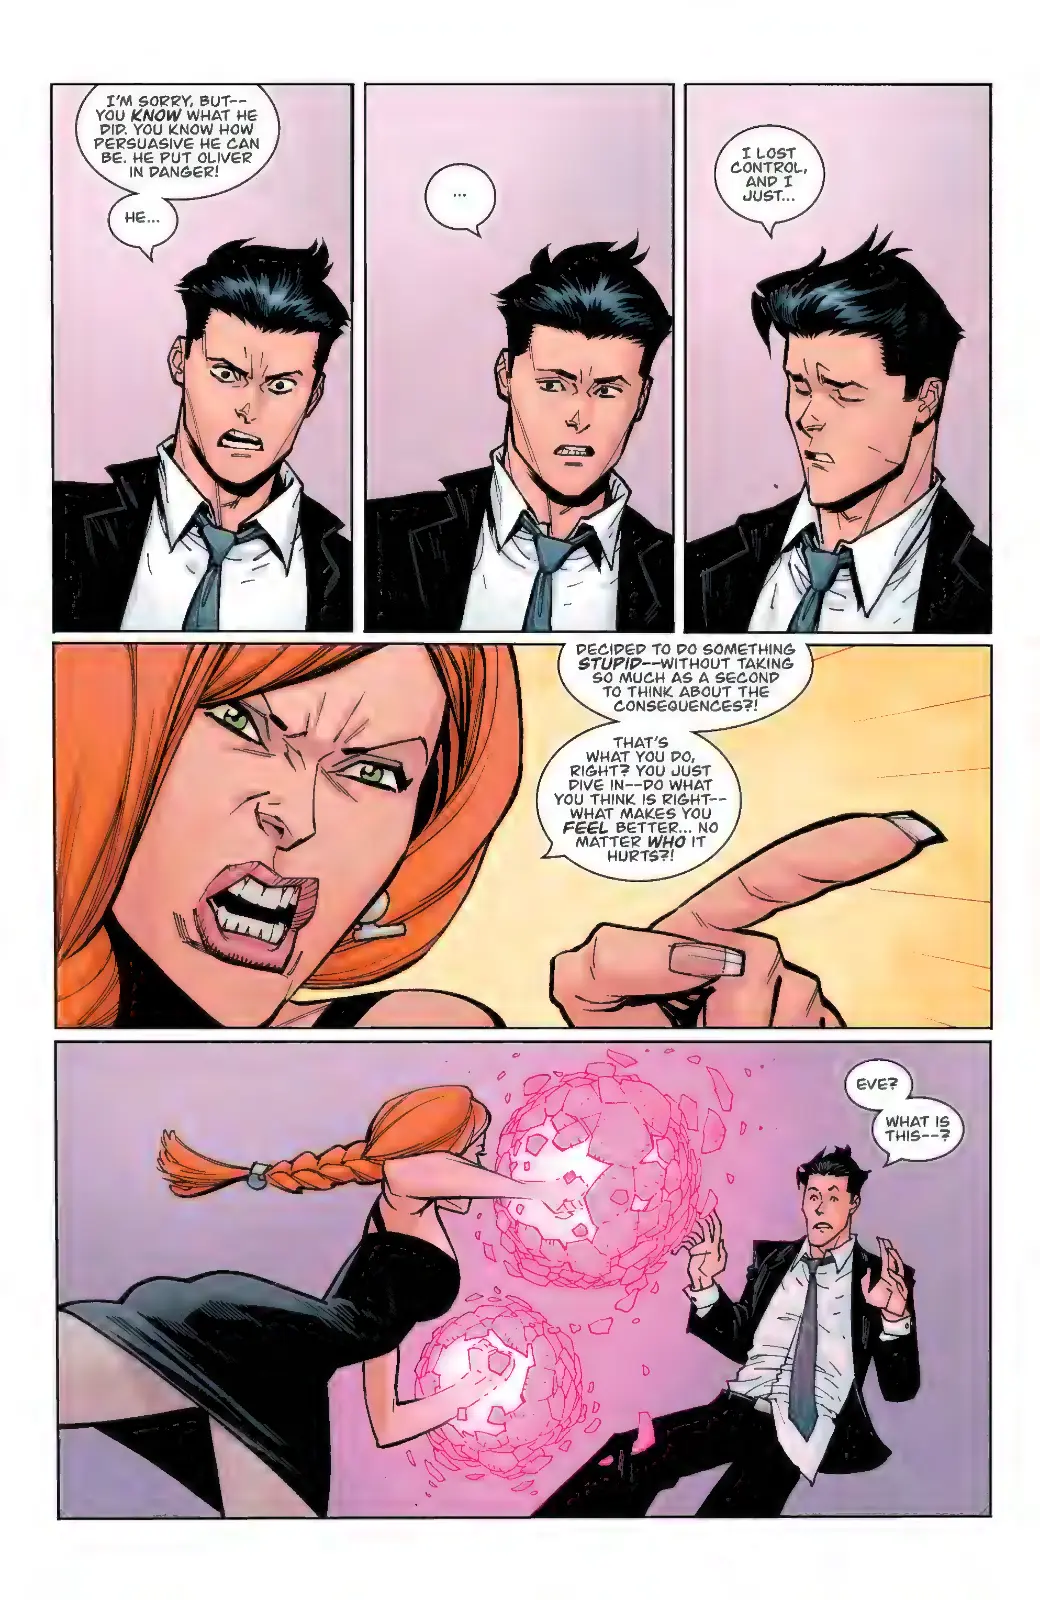 I'M SORRY, BUT--
YOU KNOW WHAT HE
DID. YOU KNOW HOW
PERSUASIVE HE CAN
BE. HE PUT OLIVER
IN DANGER!
HE...
...
I LOST
CONTROL,
AND I
JUST...
DECIDED TO DO SOMETHING
STUPID--WITHOUT TAKING
SO MUCH AS A SECOND
TO THINK ABOUT THE
CONSEQUENCES?!
THAT'S
WHAT YOU DO,
RIGHT? YOU JUST
DIVE IN--DO WHAT
YOU THINK IS RIGHT--
WHAT MAKES YOU
FEEL BETTER... NO
MATTER WHO IT
HURTS?!
EVE?
WHAT IS
THIS--?